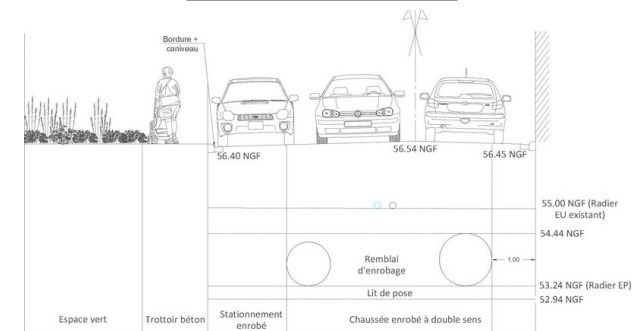 Bordure +
caniveau
56.40 NGF
56.54 NGF
56.45 NGF
55.00 NGF (Radier
EU existant)
54.44 NGF
Remblai
d'enrobage
1.00
53.24 NGF (Radier EP)
Lit de pose
52.94 NGF
Espace vert
Trottoir béton
Stationnement
enrobé
Chaussée enrobé à double sens